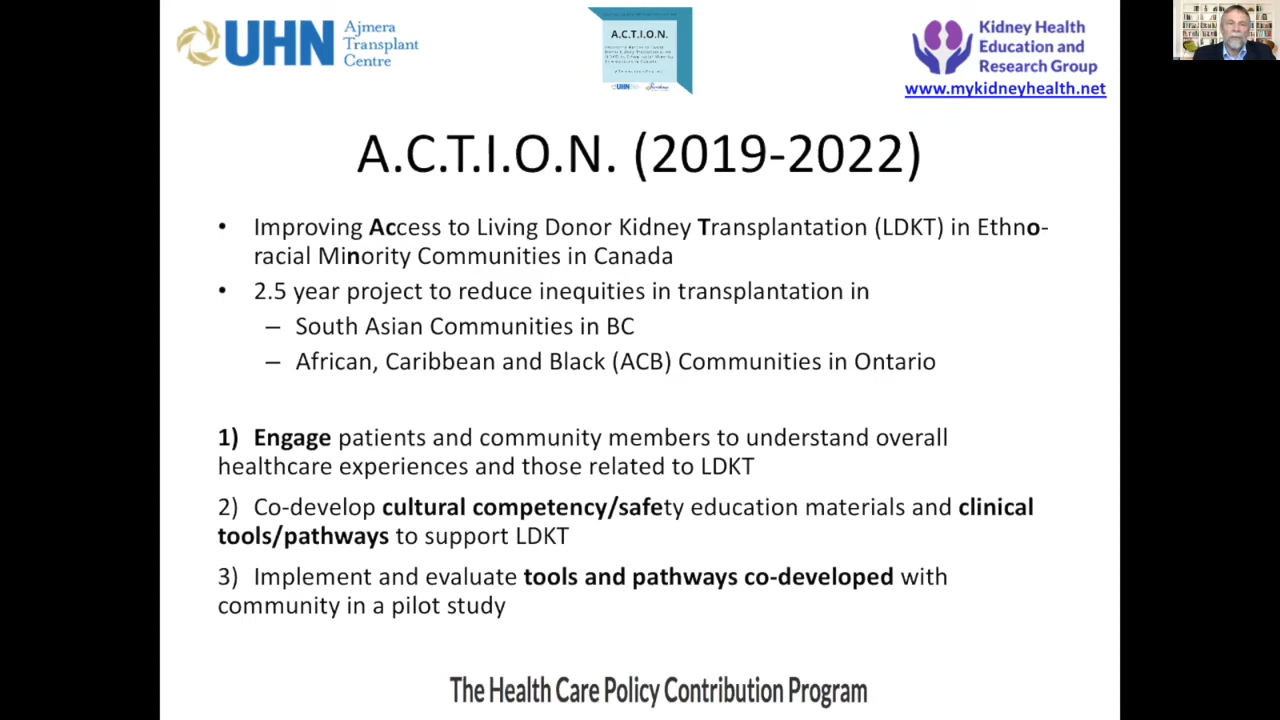 UHN Ajmera
Transplant
Centre
A.C.T.I.O.N.
UHN
Kidney Health
Education and
Research Group
www.mykidneyhealth.net
A.C.T.I.O.N. (2019-2022)
• Improving Access to Living Donor Kidney Transplantation (LDKT) in Ethno-
racial Minority Communities in Canada
• 2.5 year project to reduce inequities in transplantation in
– South Asian Communities in BC
– African, Caribbean and Black (ACB) Communities in Ontario
1) Engage patients and community members to understand overall
healthcare experiences and those related to LDKT
2) Co-develop cultural competency/safety education materials and clinical
tools/pathways to support LDKT
3) Implement and evaluate tools and pathways co-developed with
community in a pilot study
The Health Care Policy Contribution Program